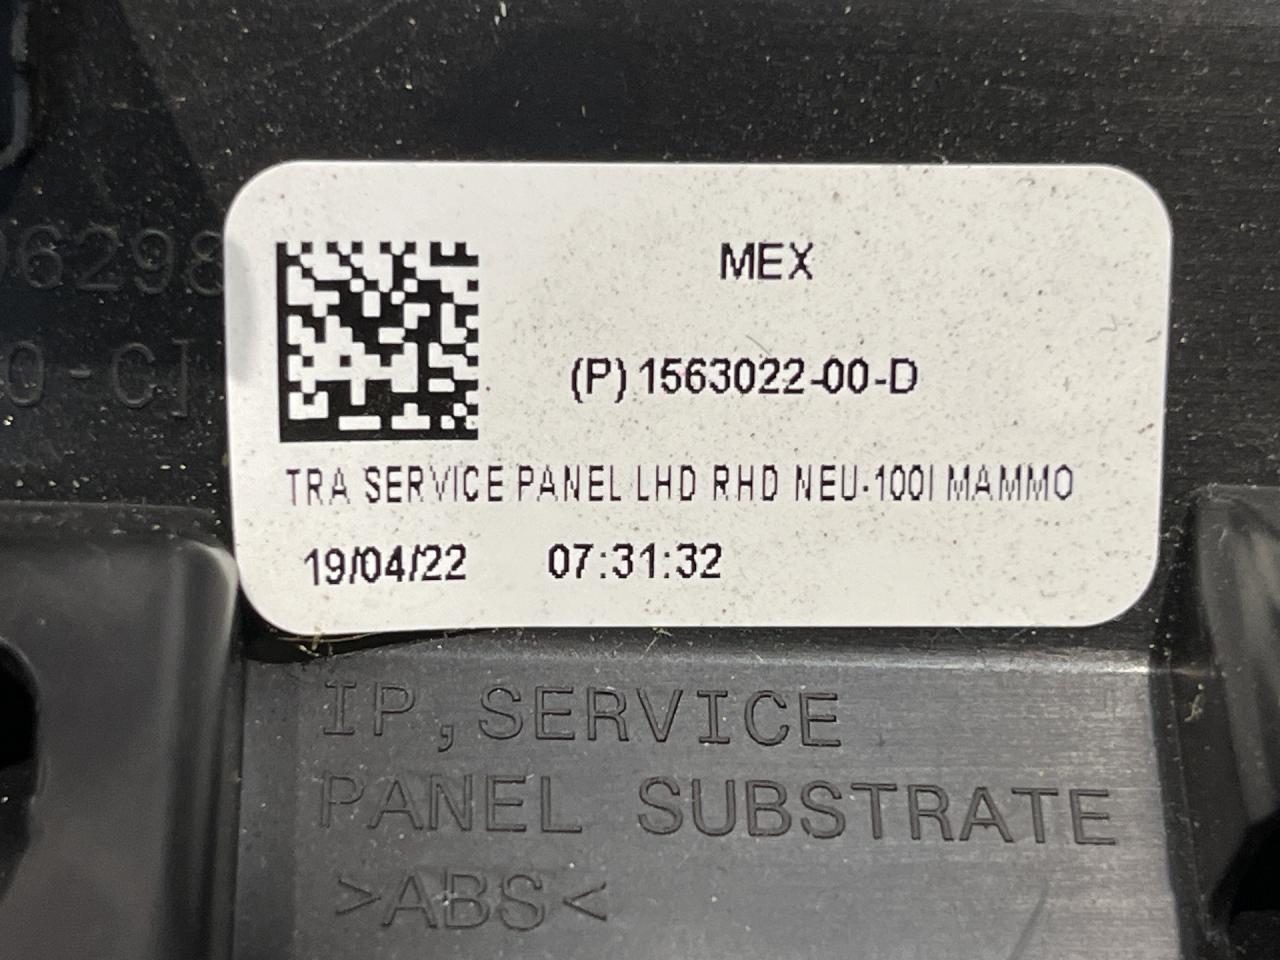 MEX
(P) 1563022-00-D
TRA SERVICE PANEL LHD RHD NEU-100I MAMMO
19/04/22 07:31:32
IP, SERVICE
PANEL SUBSTRATE
>ABS<